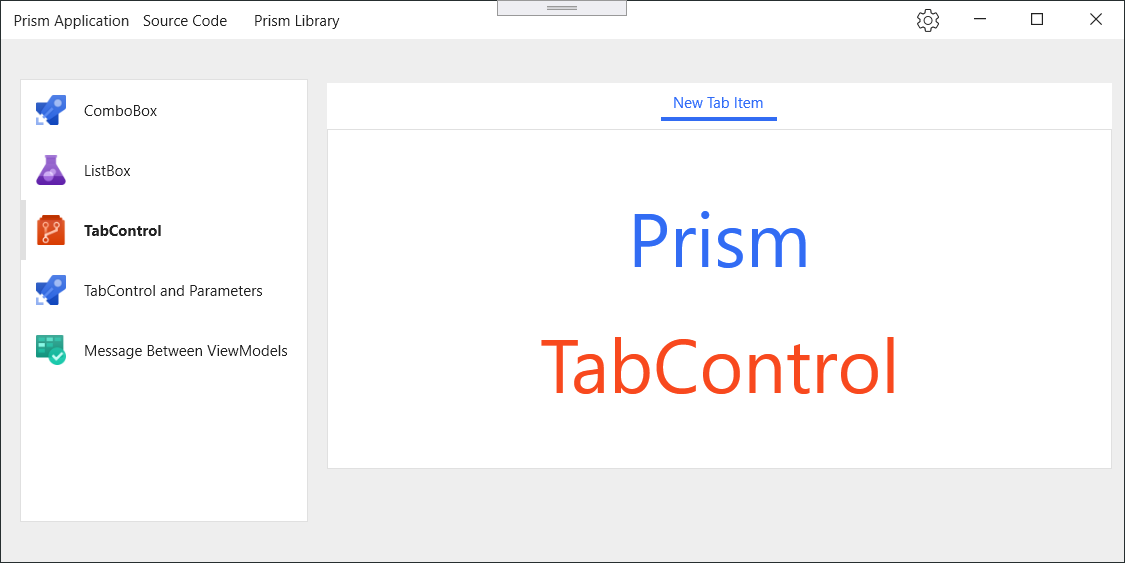 Prism Application Source Code Prism Library
ComboBox
ListBox
TabControl
TabControl and Parameters
Message Between ViewModels
New Tab Item
Prism
TabControl